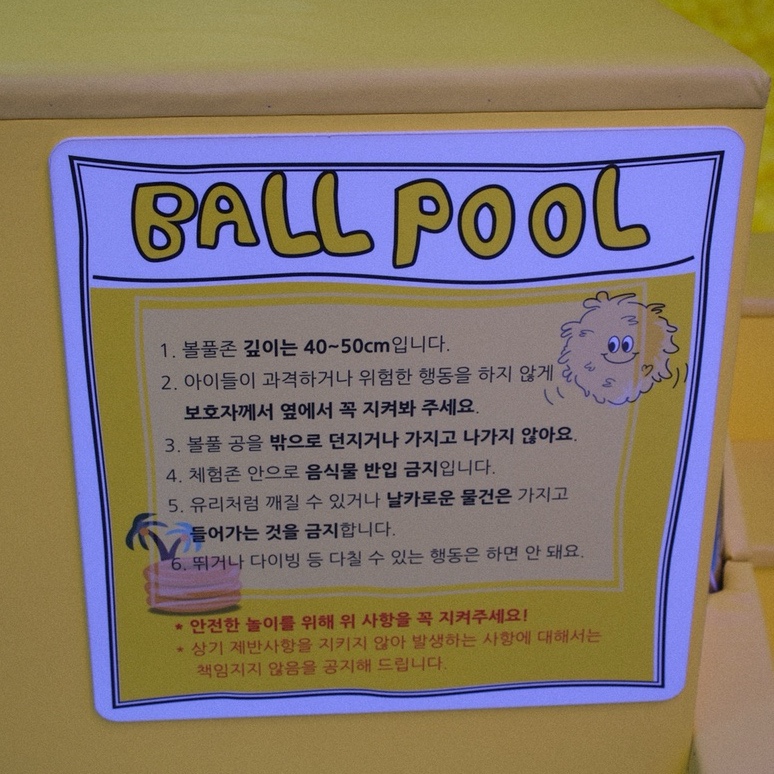 BALL POOL
1. 볼풀존 깊이는 40~50cm입니다.
2. 아이들이 과격하거나 위험한 행동을 하지 않게
보호자께서 옆에서 꼭 지켜봐 주세요.
3. 볼풀 공을 밖으로 던지거나 가지고 나가지 않아요.
4. 체험존 안으로 음식물 반입 금지입니다.
5. 유리처럼 깨질 수 있거나 날카로운 물건은 가지고
들어가는 것을 금지합니다.
6. 뛰거나 다이빙 등 다칠 수 있는 행동은 하면 안 돼요.
* 안전한 놀이를 위해 위 사항을 꼭 지켜주세요!
* 상기 제반사항을 지키지 않아 발생하는 사항에 대해서는
책임지지 않음을 공지해 드립니다.